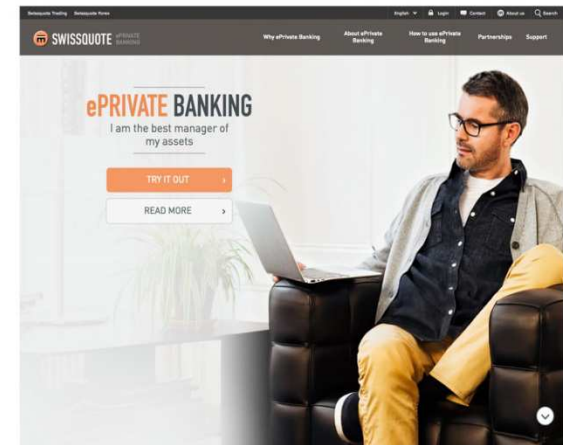 Swissquote Trading Swissquote Forex English Login Contact About us Search
SWISSQUOTE ePRIVATE BANKING
Why ePrivate Banking
About ePrivate Banking
How to use ePrivate Banking
Partnerships
Support
ePRIVATE BANKING
I am the best manager of
my assets
TRY IT OUT
READ MORE